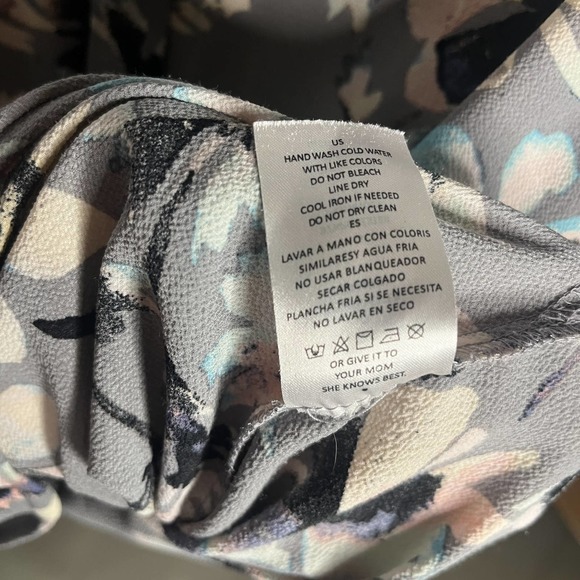 US
HAND WASH COLD WATER
WITH LIKE COLORS
DO NOT BLEACH
LINE DRY
COOL IRON IF NEEDED
DO NOT DRY CLEAN
ES
LAVAR A MANO CON COLORIS
SIMILARESY AGUA FRIA
NO USAR BLANQUEADOR
SECAR COLGADO
PLANCHA FRIA SI SE NECESITA
NO LAVAR EN SECO
OR GIVE IT TO
YOUR MOM
SHE KNOWS BEST.